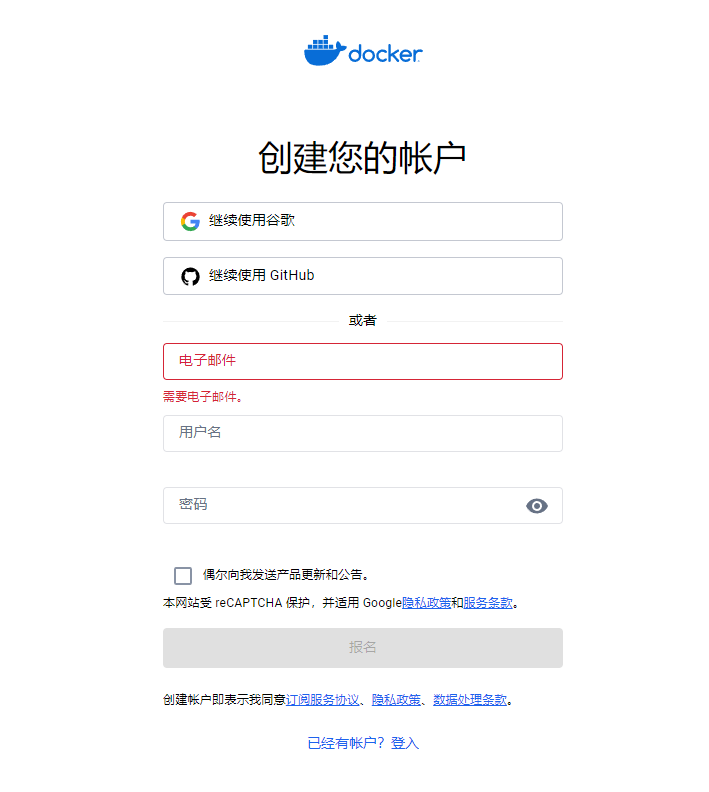 docker
创建您的帐户
继续使用谷歌
继续使用 GitHub
或者
电子邮件
需要电子邮件。
用户名
密码
偶尔向我发送产品更新和公告。
本网站受 reCAPTCHA 保护，并适用 Google隐私政策和服务条款。
报名
创建帐户即表示我同意订阅服务协议、隐私政策、数据处理条款。
已经有帐户？登入